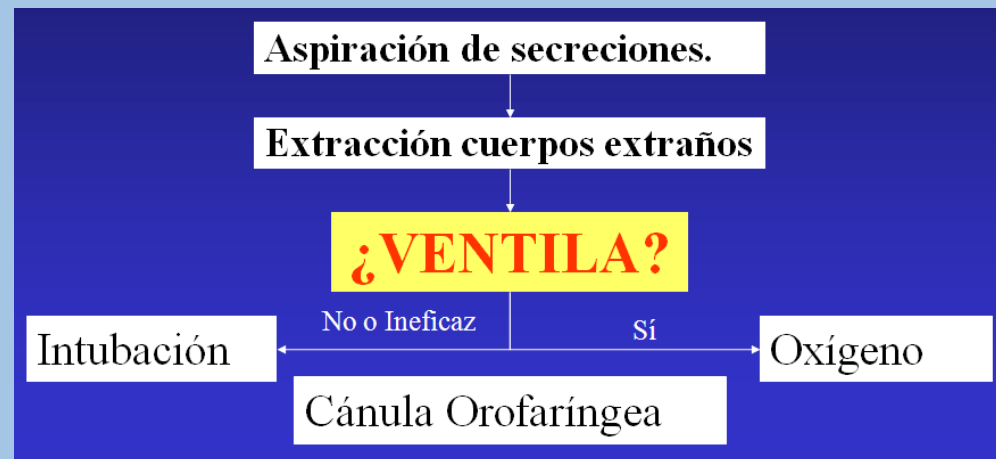 Aspiración de secreciones.
Extracción cuerpos extraños
¿VENTILA?
No o Ineficaz
Sí
Intubación
Oxígeno
Cánula Orofaríngea